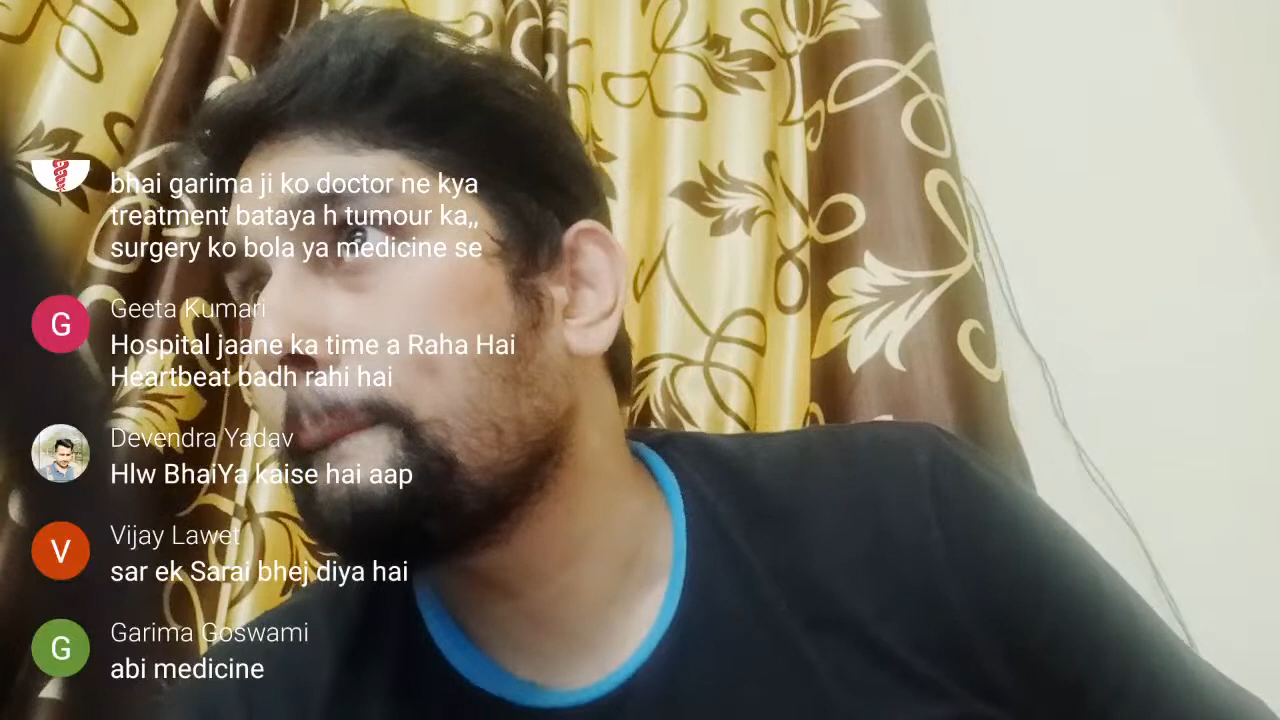 bhai garima ji ko doctor ne kya
treatment bataya h tumour ka,,
surgery ko bola ya medicine se
G
Geeta Kumari
Hospital jaane ka time a Raha Hai
Heartbeat badh rahi hai
Devendra Yadav
Hlw BhaiYa kaise hai aap
V
Vijay Lawet
sar ek Sarai bhej diya hai
G
Garima Goswami
abi medicine